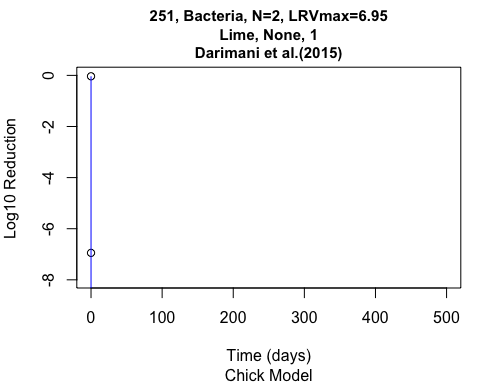 251, Bacteria, N=2, LRVmax=6.95
Lime, None, 1
Darimani et al.(2015)
Log10 Reduction
0
-2
-4
-6
-8
0 100 200 300 400 500
Time (days)
Chick Model